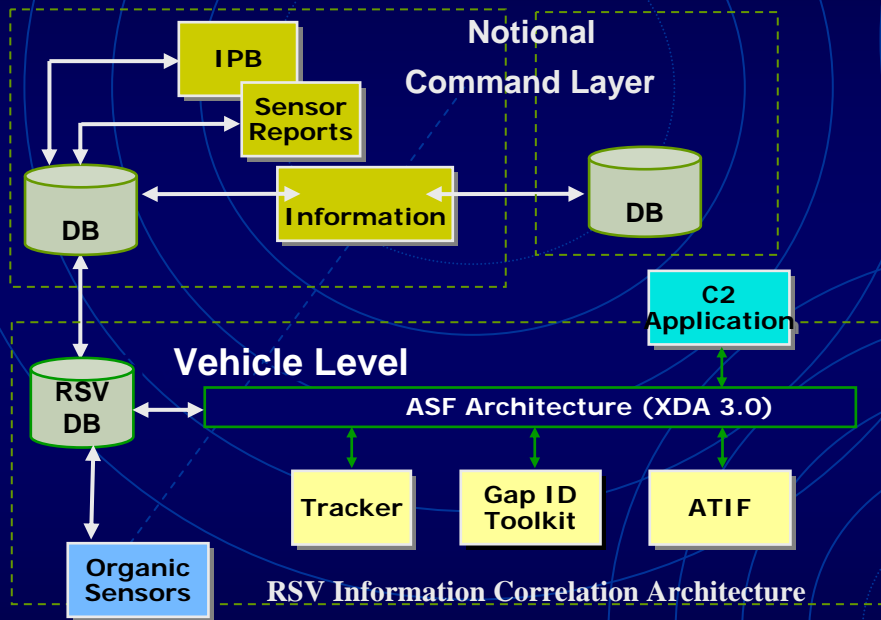 Notional
Command Layer
IPB
Sensor
Reports
DB
Information
DB
C2
Application
Vehicle Level
RSV
DB
ASF Architecture (XDA 3.0)
Tracker
Gap ID
Toolkit
ATIF
Organic
Sensors
RSV Information Correlation Architecture